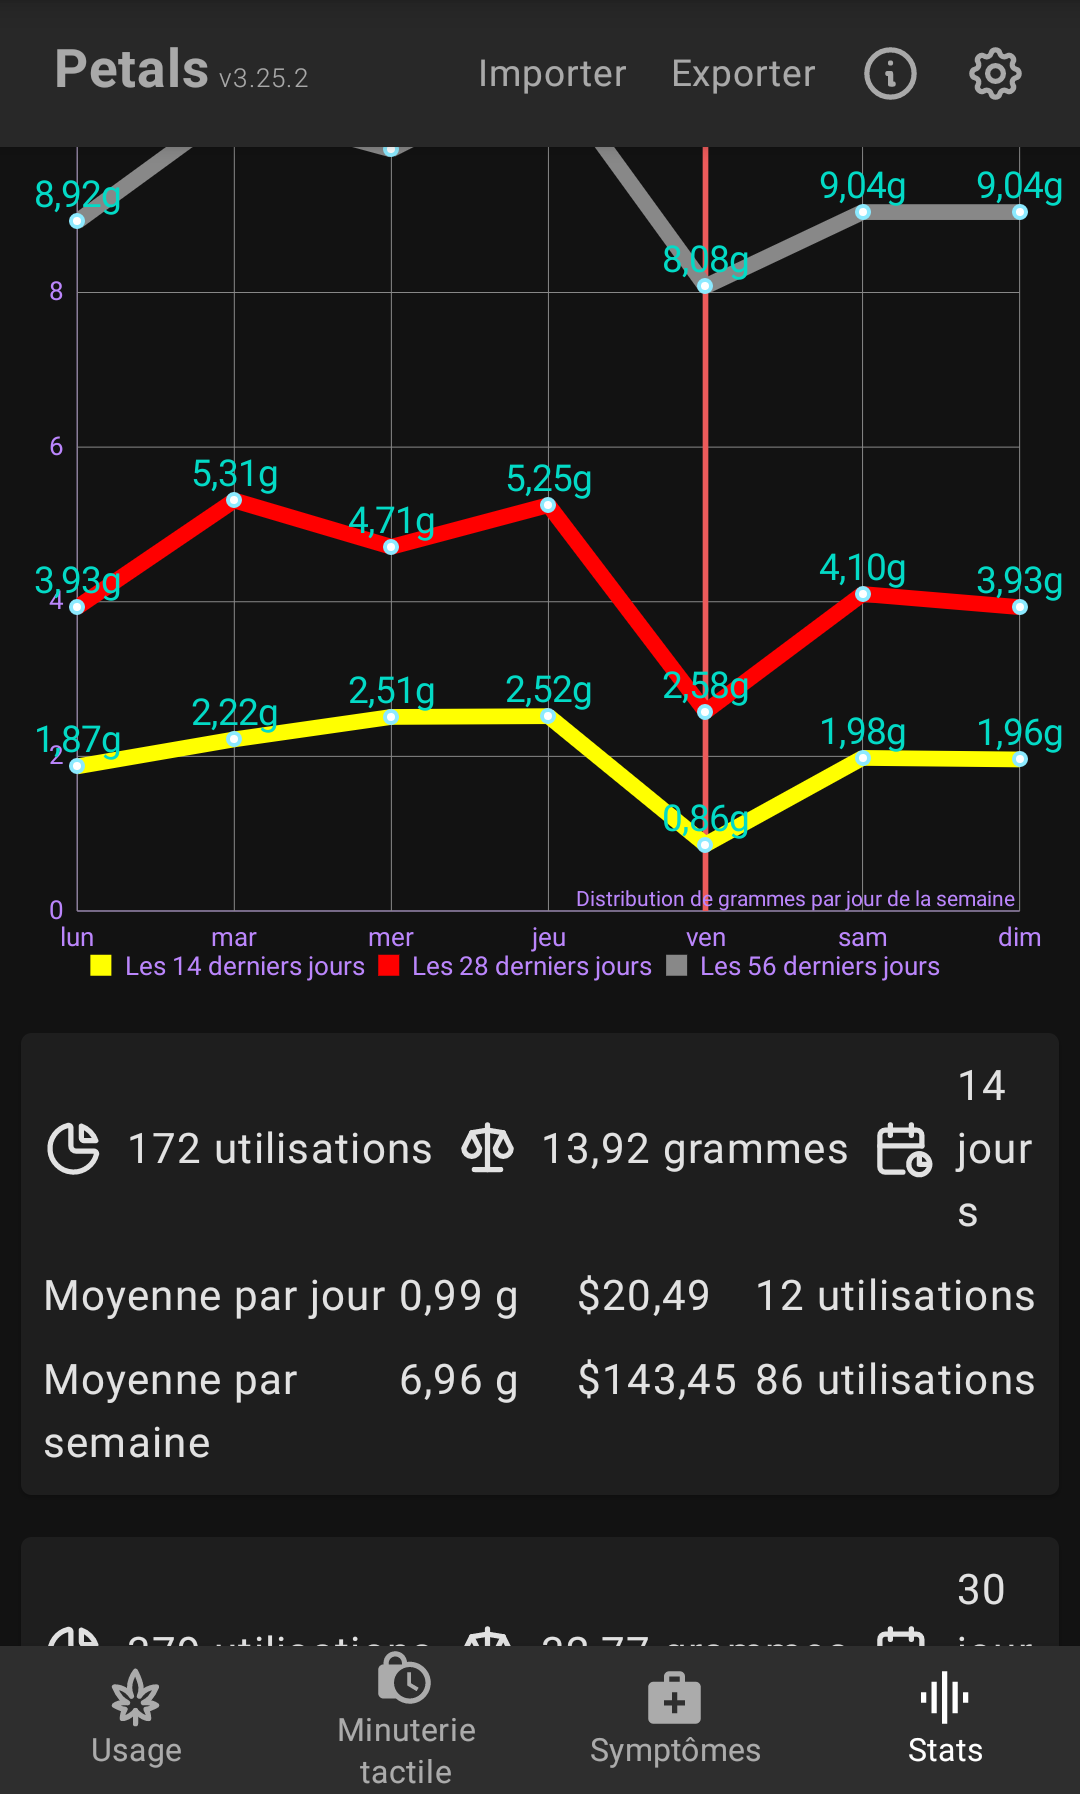 Petals v3.25.2 Importer Exporter
8,92g
9,04g 9,04g
8,08g
8
6
5,31g
5,25g
4,71g
3,93g
4,10g
3,93g
4
2,58g
2,51g
2,52g
2,22g
1,87g
1,98g
1,96g
2
0,86g
Distribution de grammes par jour de la semaine
0
lun mar mer jeu ven sam dim
Les 14 derniers jours Les 28 derniers jours Les 56 derniers jours
172 utilisations 13,92 grammes 14
jour
s
Moyenne par jour 0,99 g $20,49 12 utilisations
Moyenne par 6,96 g $143,45 86 utilisations
semaine
30
utilisations grammes jour
Usage
Minuterie
tactile
Symptômes
Stats